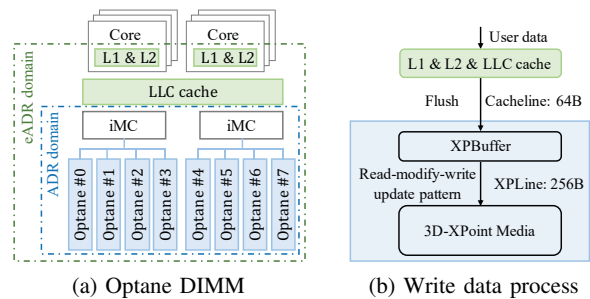 Core
Core
L1 & L2
L1 & L2
LLC cache
iMC
iMC
eADR domain
ADR domain
Optane #0
Optane #1
Optane #2
Optane #3
Optane #4
Optane #5
Optane #6
Optane #7
(a) Optane DIMM
User data
L1 & L2 & LLC cache
Flush
Cacheline: 64B
XPBuffer
Read-modify-write
update pattern
XPLine: 256B
3D-XPoint Media
(b) Write data process